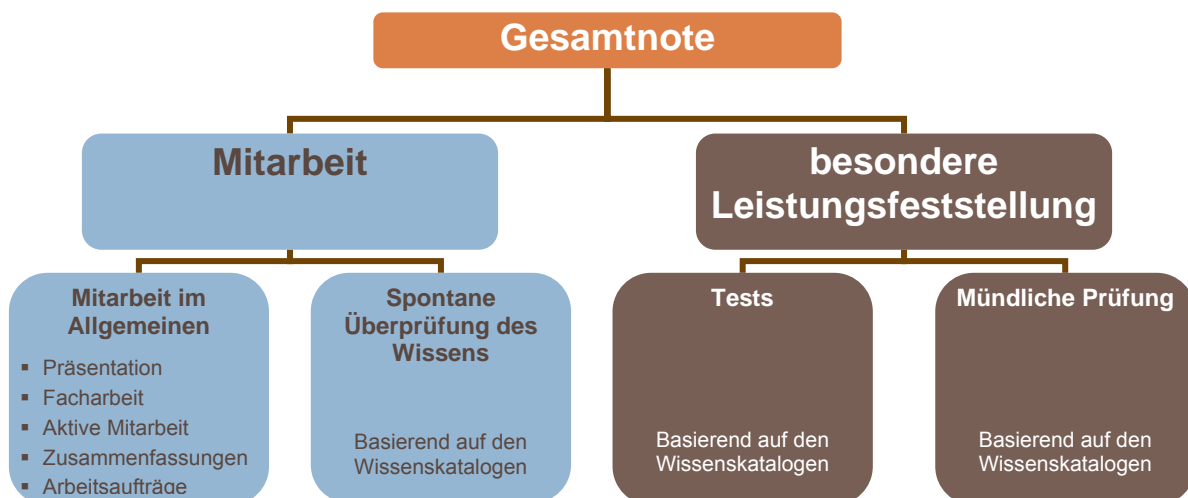 Gesamtnote
Mitarbeit
besondere
Leistungsfeststellung
Mitarbeit im
Allgemeinen
▪ Präsentation
▪ Facharbeit
▪ Aktive Mitarbeit
▪ Zusammenfassungen
▪ Arbeitsaufträge
Spontane
Überprüfung des
Wissens
Basierend auf den
Wissenskatalogen
Tests
Basierend auf den
Wissenskatalogen
Mündliche Prüfung
Basierend auf den
Wissenskatalogen